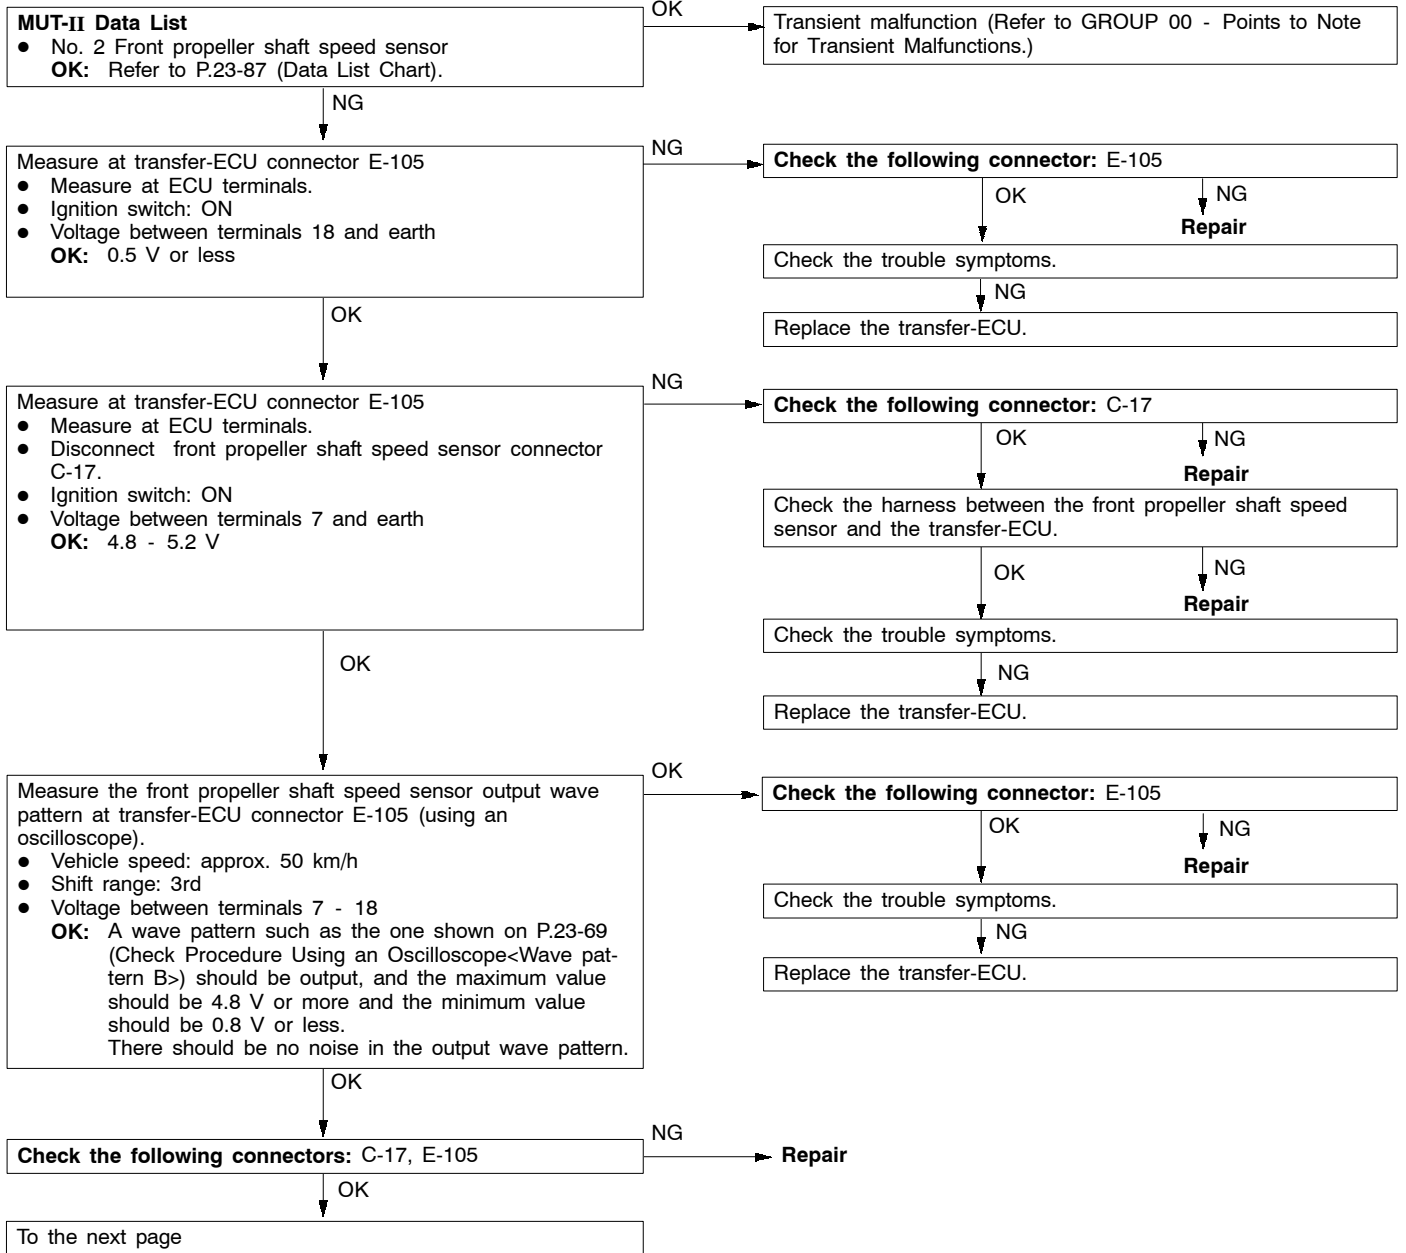 MUT-II Data List
● No. 2 Front propeller shaft speed sensor
OK: Refer to P.23-87 (Data List Chart).
OK
Transient malfunction (Refer to GROUP 00 - Points to Note
for Transient Malfunctions.)
NG
Measure at transfer-ECU connector E-105
● Measure at ECU terminals.
● Ignition switch: ON
● Voltage between terminals 18 and earth
OK: 0.5 V or less
NG
Check the following connector: E-105
OK
NG
Repair
Check the trouble symptoms.
NG
Replace the transfer-ECU.
OK
Measure at transfer-ECU connector E-105
● Measure at ECU terminals.
● Disconnect front propeller shaft speed sensor connector
C-17.
● Ignition switch: ON
● Voltage between terminals 7 and earth
OK: 4.8 - 5.2 V
NG
Check the following connector: C-17
OK
NG
Repair
Check the harness between the front propeller shaft speed
sensor and the transfer-ECU.
OK
NG
Repair
Check the trouble symptoms.
NG
Replace the transfer-ECU.
OK
Measure the front propeller shaft speed sensor output wave
pattern at transfer-ECU connector E-105 (using an
oscilloscope).
● Vehicle speed: approx. 50 km/h
● Shift range: 3rd
● Voltage between terminals 7 - 18
OK: A wave pattern such as the one shown on P.23-69
(Check Procedure Using an Oscilloscope<Wave pat-
tern B>) should be output, and the maximum value
should be 4.8 V or more and the minimum value
should be 0.8 V or less.
There should be no noise in the output wave pattern.
OK
Check the following connector: E-105
OK
NG
Repair
Check the trouble symptoms.
NG
Replace the transfer-ECU.
OK
Check the following connectors: C-17, E-105
NG
Repair
OK
To the next page